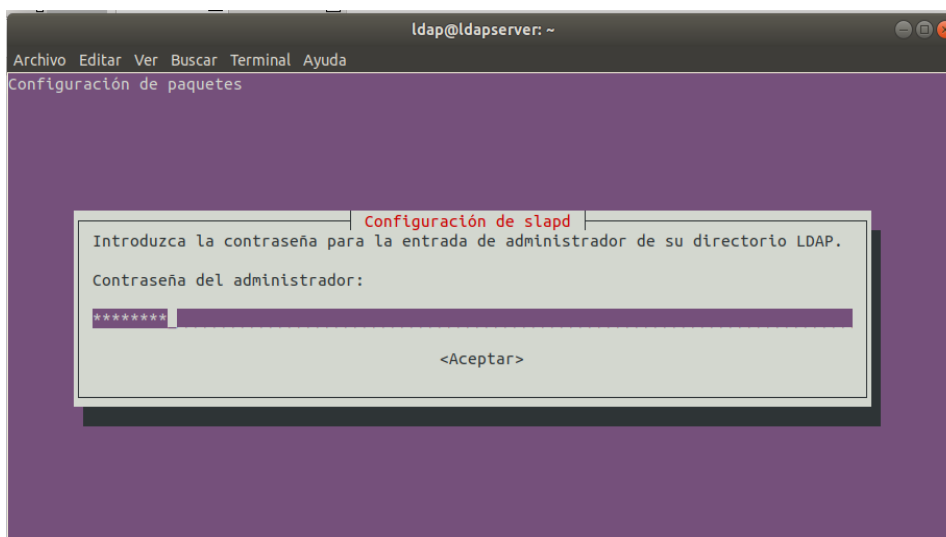 ldap@ldapserver: ~
Archivo Editar Ver Buscar Terminal Ayuda
Configuración de paquetes
Configuración de slapd
Introduzca la contraseña para la entrada de administrador de su directorio LDAP.
Contraseña del administrador:
********_
<Aceptar>